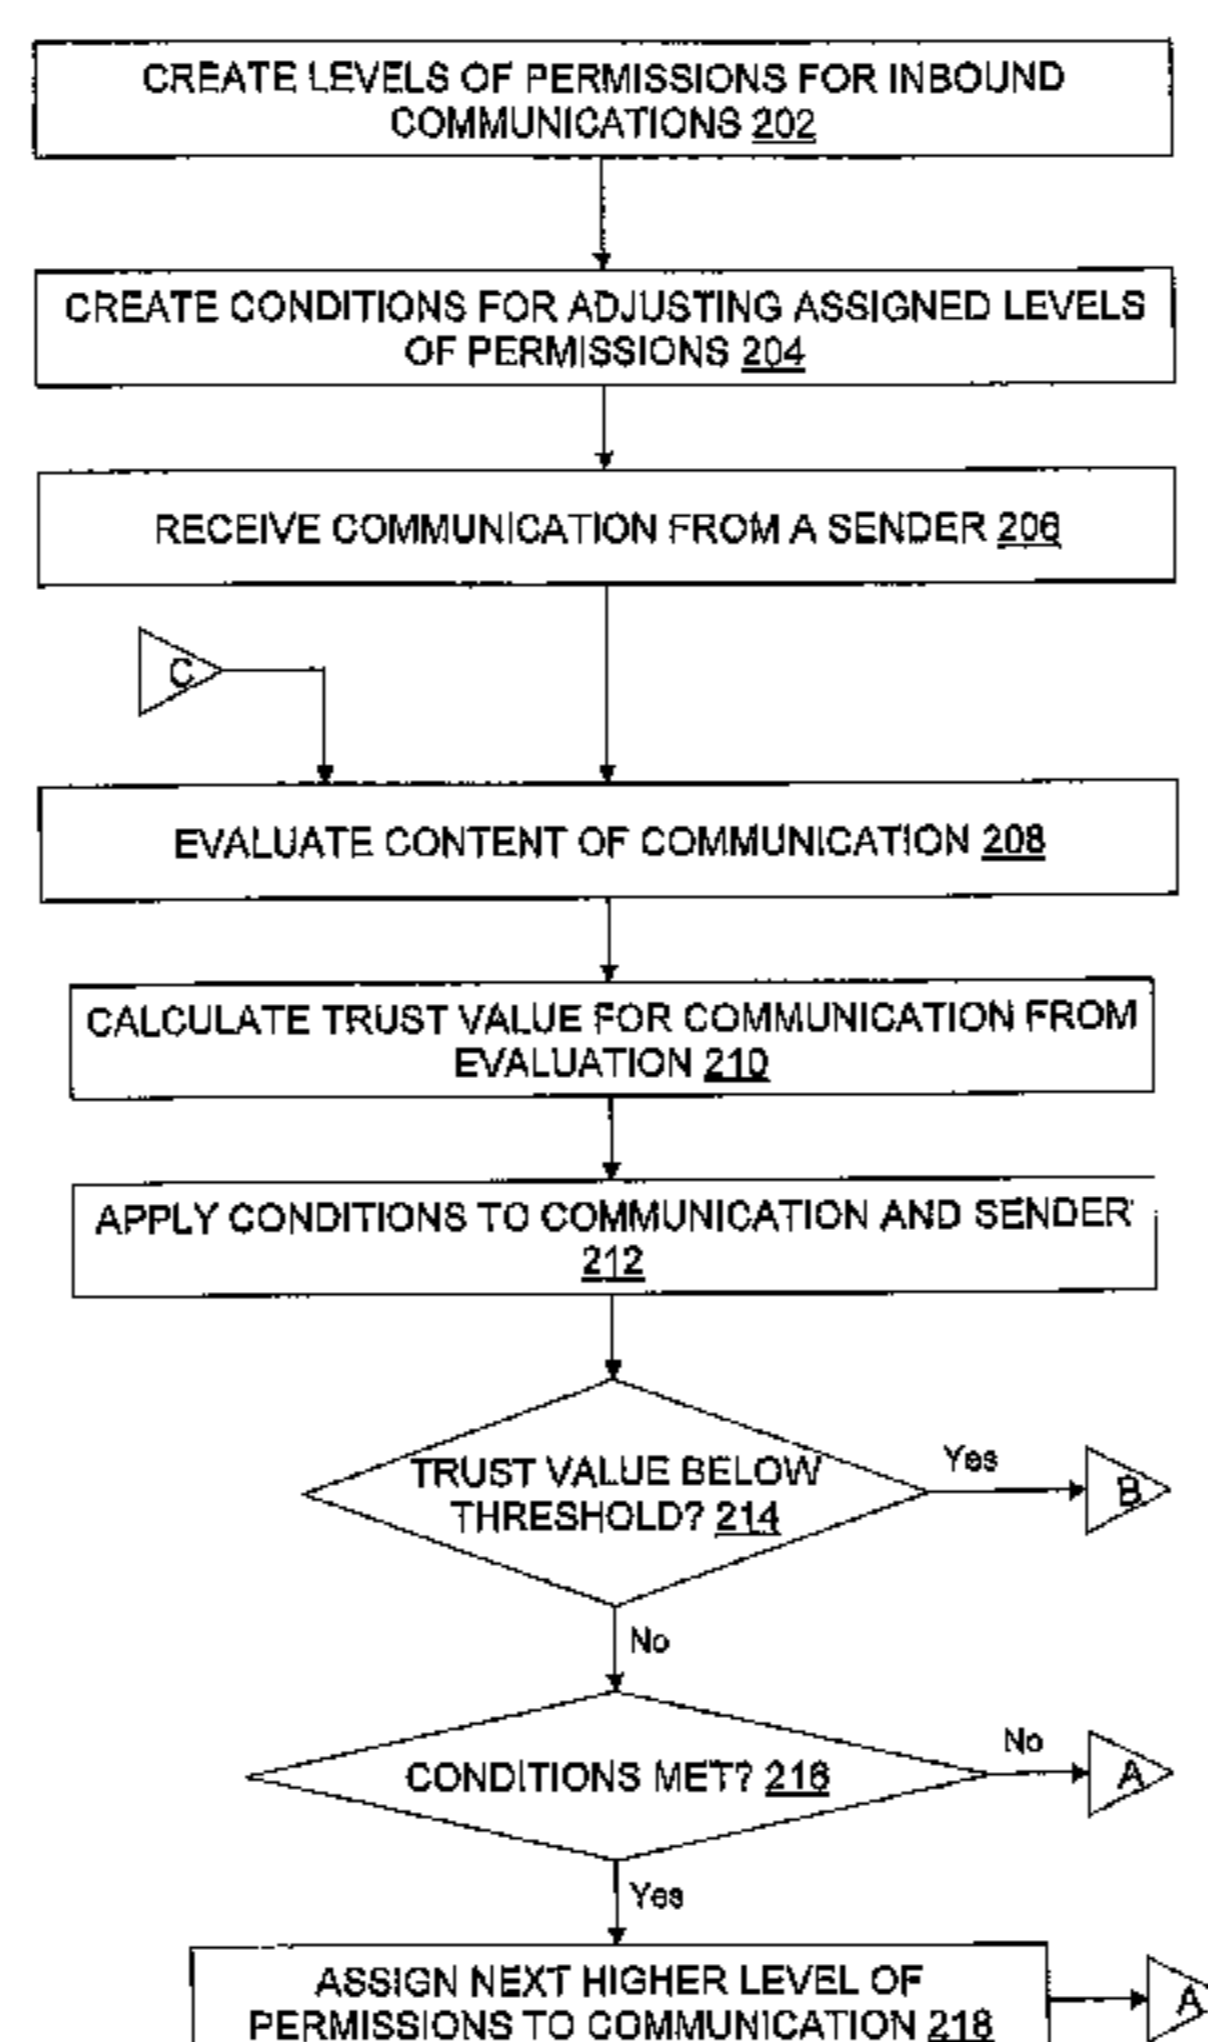 CREATE LEVELS OF PERMISSIONS FOR INBOUND
COMMUNICATIONS 202
CREATE CONDITIONS FOR ADJUSTING ASSIGNED LEVELS
OF PERMISSIONS 204
RECEIVE COMMUNICATION FROM A SENDER 206
C
EVALUATE CONTENT OF COMMUNICATION 208
CALCULATE TRUST VALUE FOR COMMUNICATION FROM
EVALUATION 210
APPLY CONDITIONS TO COMMUNICATION AND SENDER
212
TRUST VALUE BELOW
THRESHOLD? 214
Yes
B
No
CONDITIONS MET? 216
No
A
Yes
ASSIGN NEXT HIGHER LEVEL OF
PERMISSIONS TO COMMUNICATION 218
A